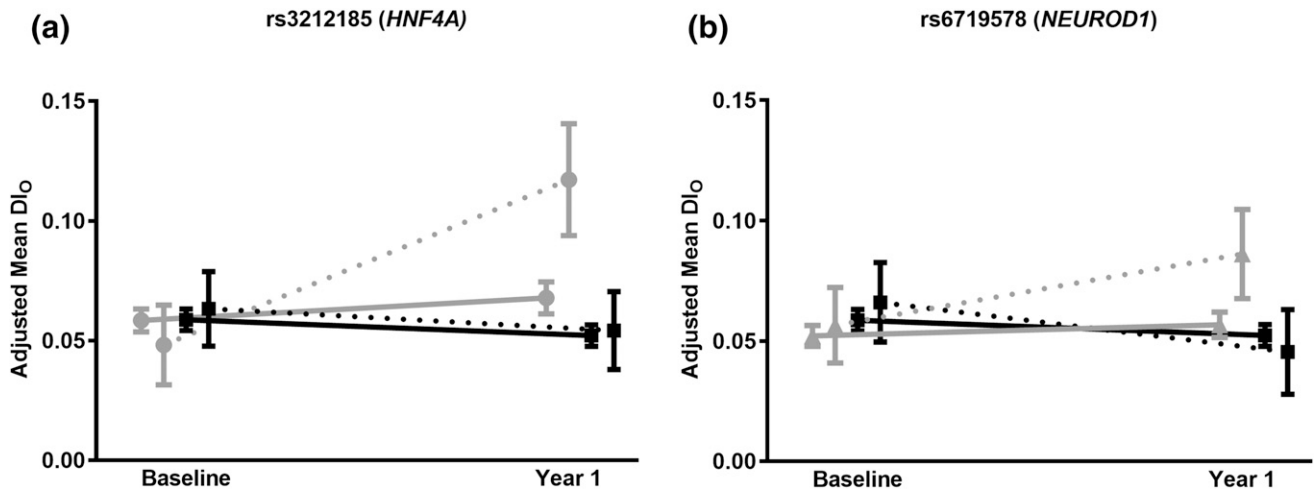 (a)
rs3212185 (HNF4A)
Adjusted Mean DIO
0.15
0.10
0.05
0.00
Baseline
Year 1
(b)
rs6719578 (NEUROD1)
Adjusted Mean DIO
0.15
0.10
0.05
0.00
Baseline
Year 1